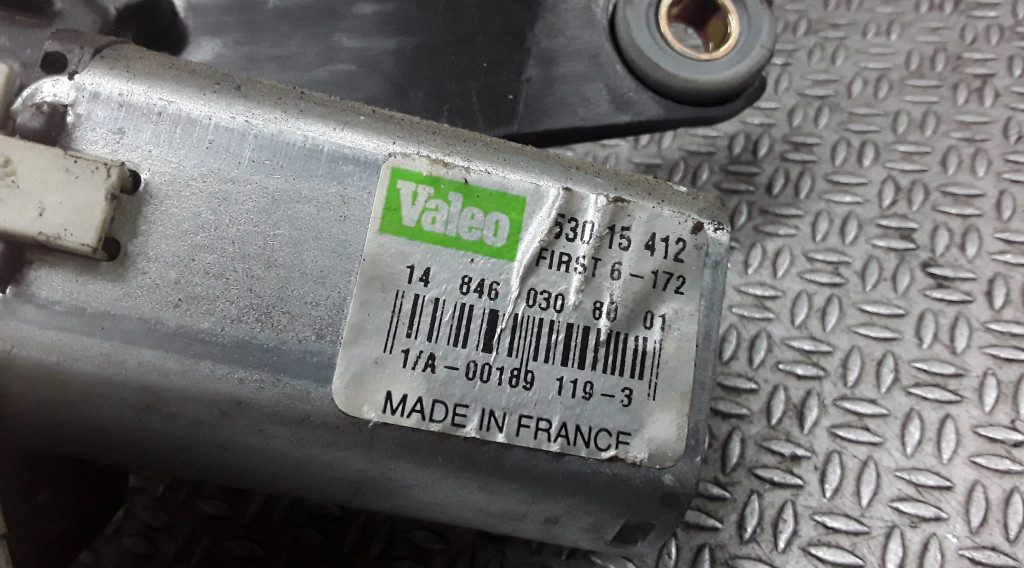 Valeo
530 15 412
FIRST 6-172
14 846 030 80 01
1/A-00189 119-3
MADE IN FRANCE